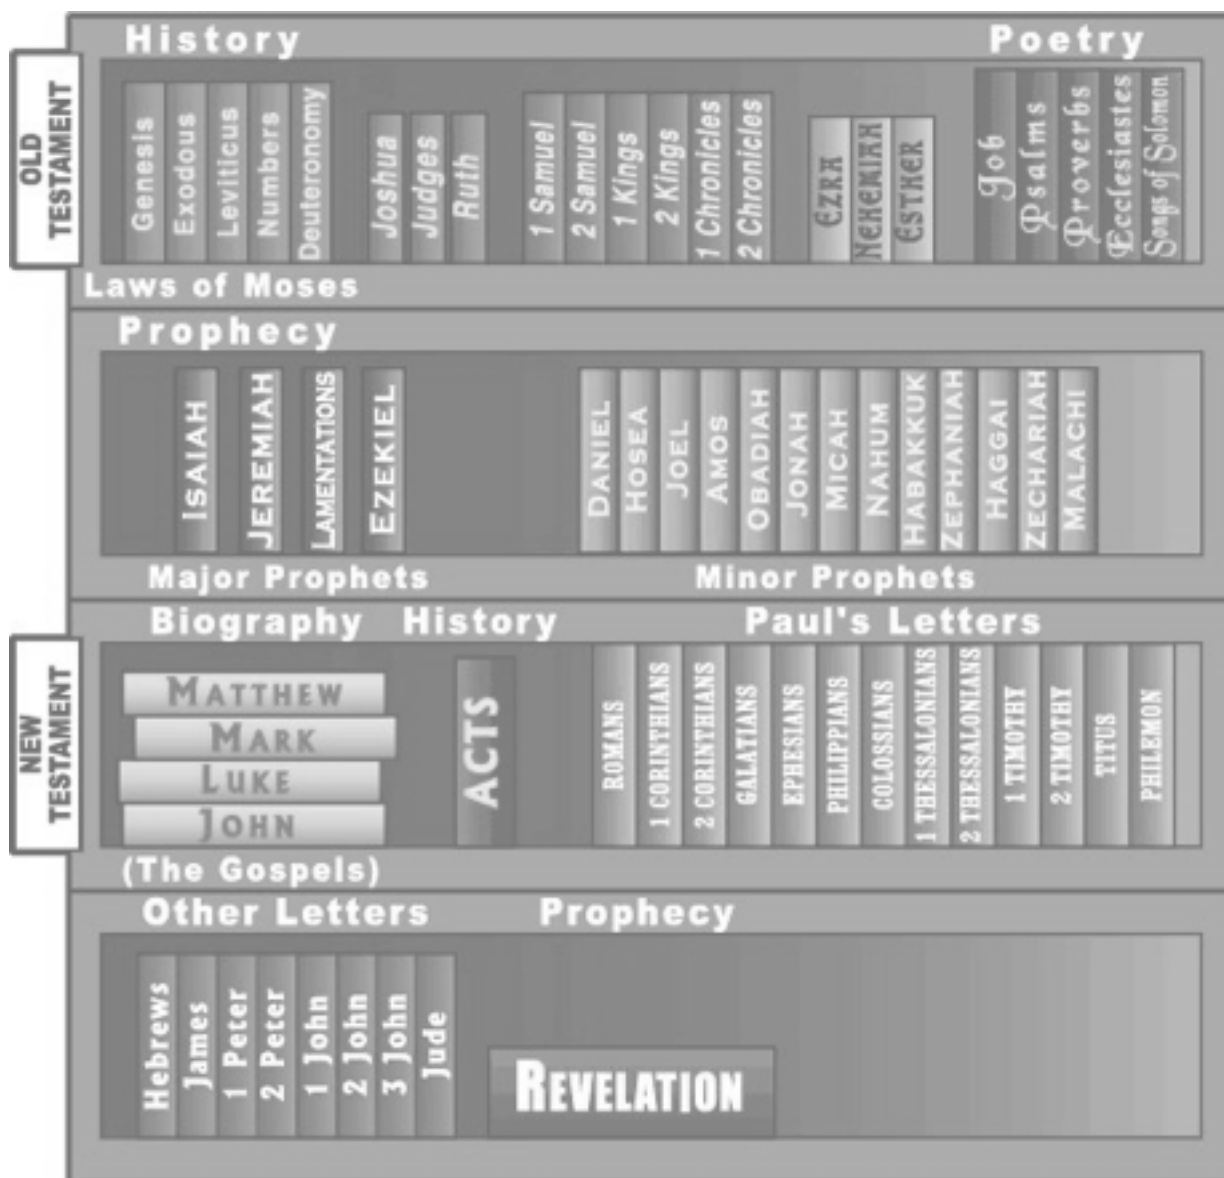 OLD
TESTAMENT
History
Poetry
Genesis
Exodous
Leviticus
Numbers
Deuteronomy
Joshua
Judges
Ruth
1 Samuel
2 Samuel
1 Kings
2 Kings
1 Chronicles
2 Chronicles
EZRA
NEHEMIAH
ESTHER
Job
Psalms
Proverbs
Ecclesiastes
Songs of Solomon
Laws of Moses
Prophecy
ISAIAH
JEREMIAH
LAMENTATIONS
EZEKIEL
DANIEL
HOSEA
JOEL
AMOS
OBADIAH
JONAH
MICAH
NAHUM
HABAKKUK
ZEPHANIAH
HAGGAI
ZECHARIAH
MALACHI
Major Prophets
Minor Prophets
NEW
TESTAMENT
Biography
History
Paul's Letters
MATTHEW
MARK
LUKE
JOHN
ACTS
ROMANS
1 CORINTHIANS
2 CORINTHIANS
GALATIANS
EPHESIANS
PHILIPPIANS
COLOSSIANS
1 THESSALONIANS
2 THESSALONIANS
1 TIMOTHY
2 TIMOTHY
TITUS
PHILEMON
(The Gospels)
Other Letters
Prophecy
Hebrews
James
1 Peter
2 Peter
1 John
2 John
3 John
Jude
REVELATION